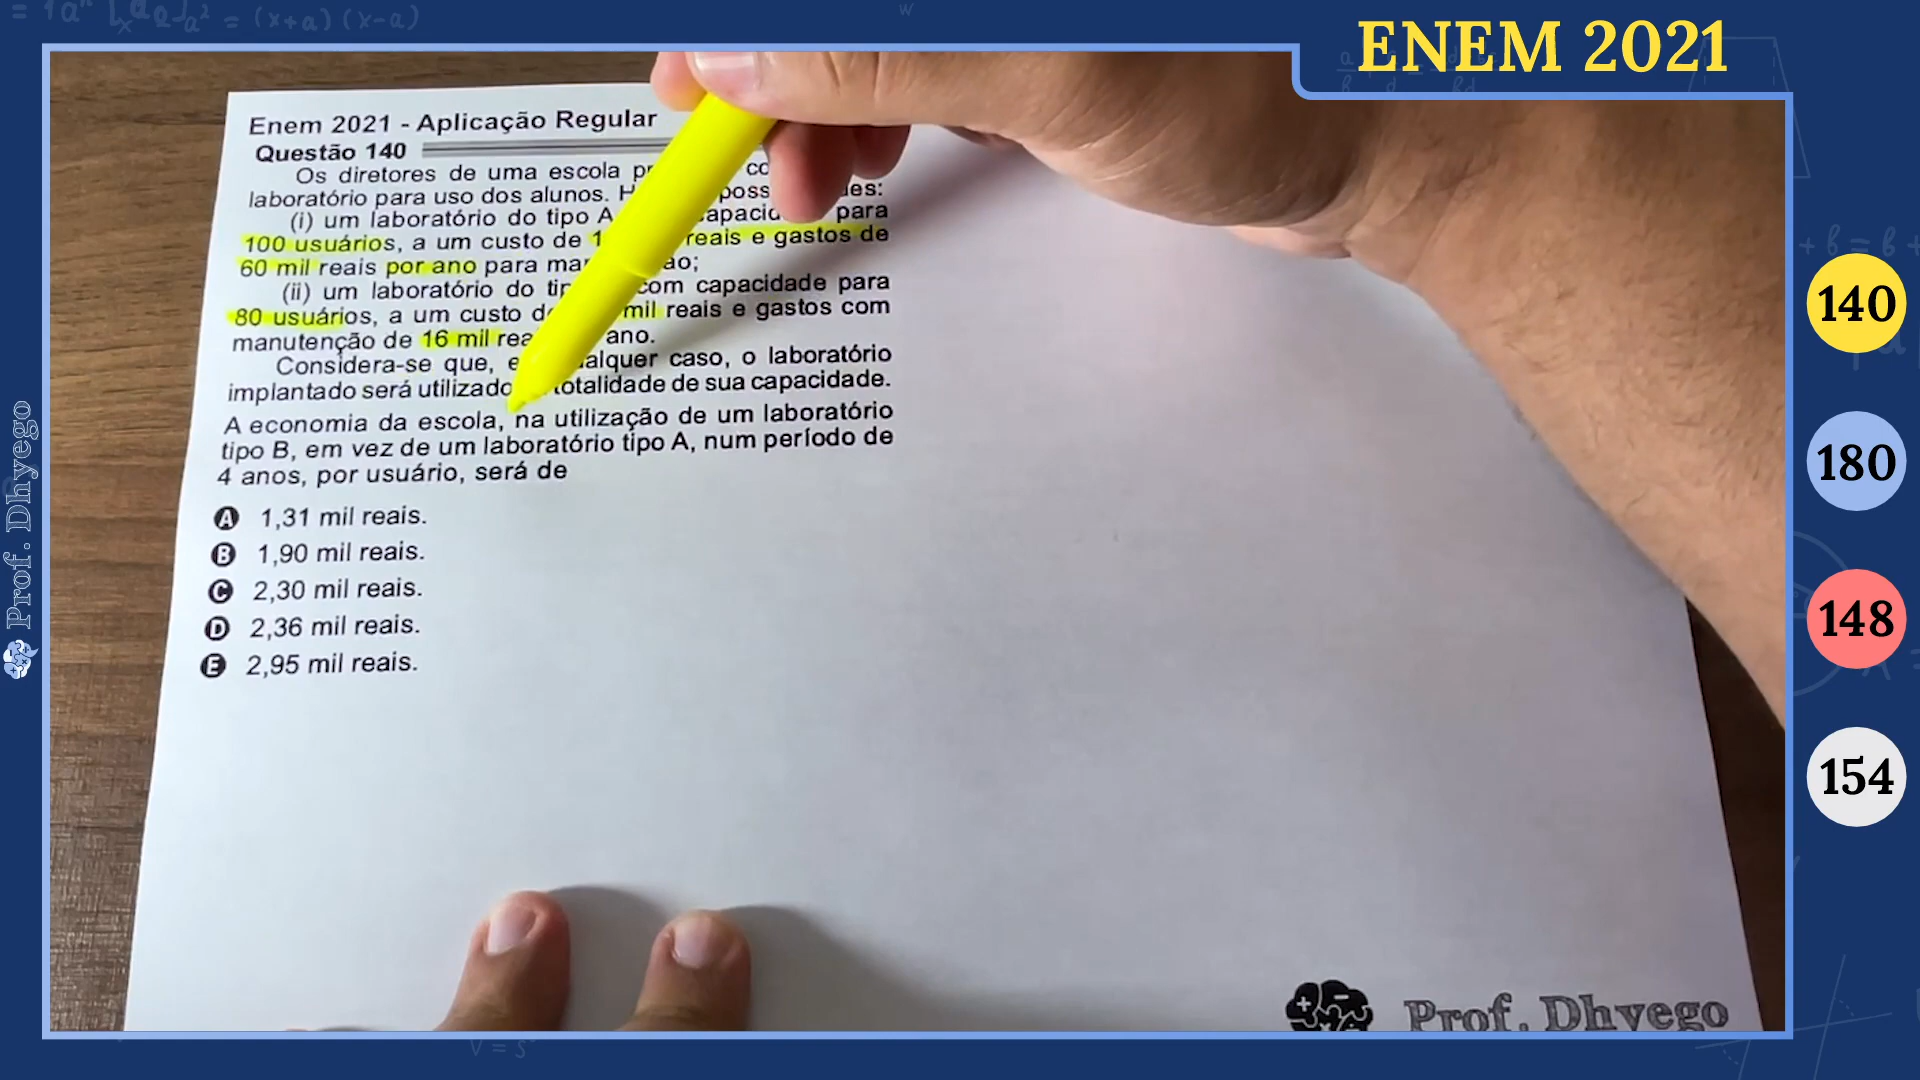 ENEM 2021
Enem 2021 - Aplicação Regular
Questão 140
Os diretores de uma escola
laboratório para uso dos alunos.
(i) um laboratório do tipo A para
100 usuários, a um custo de reais e gastos de
60 mil reais por ano para
(ii) um laboratório do com capacidade para
80 usuários, a um custo mil reais e gastos com
manutenção de 16 mil ano.
Considera-se que, caso, o laboratório
implantado será utilizado totalidade de sua capacidade.
A economia da escola, na utilização de um laboratório
tipo B, em vez de um laboratório tipo A, num período de
4 anos, por usuário, será de
A 1,31 mil reais.
B 1,90 mil reais.
C 2,30 mil reais.
D 2,36 mil reais.
E 2,95 mil reais.
Prof. Dhyego
140
180
148
154
Prof. Dhyego